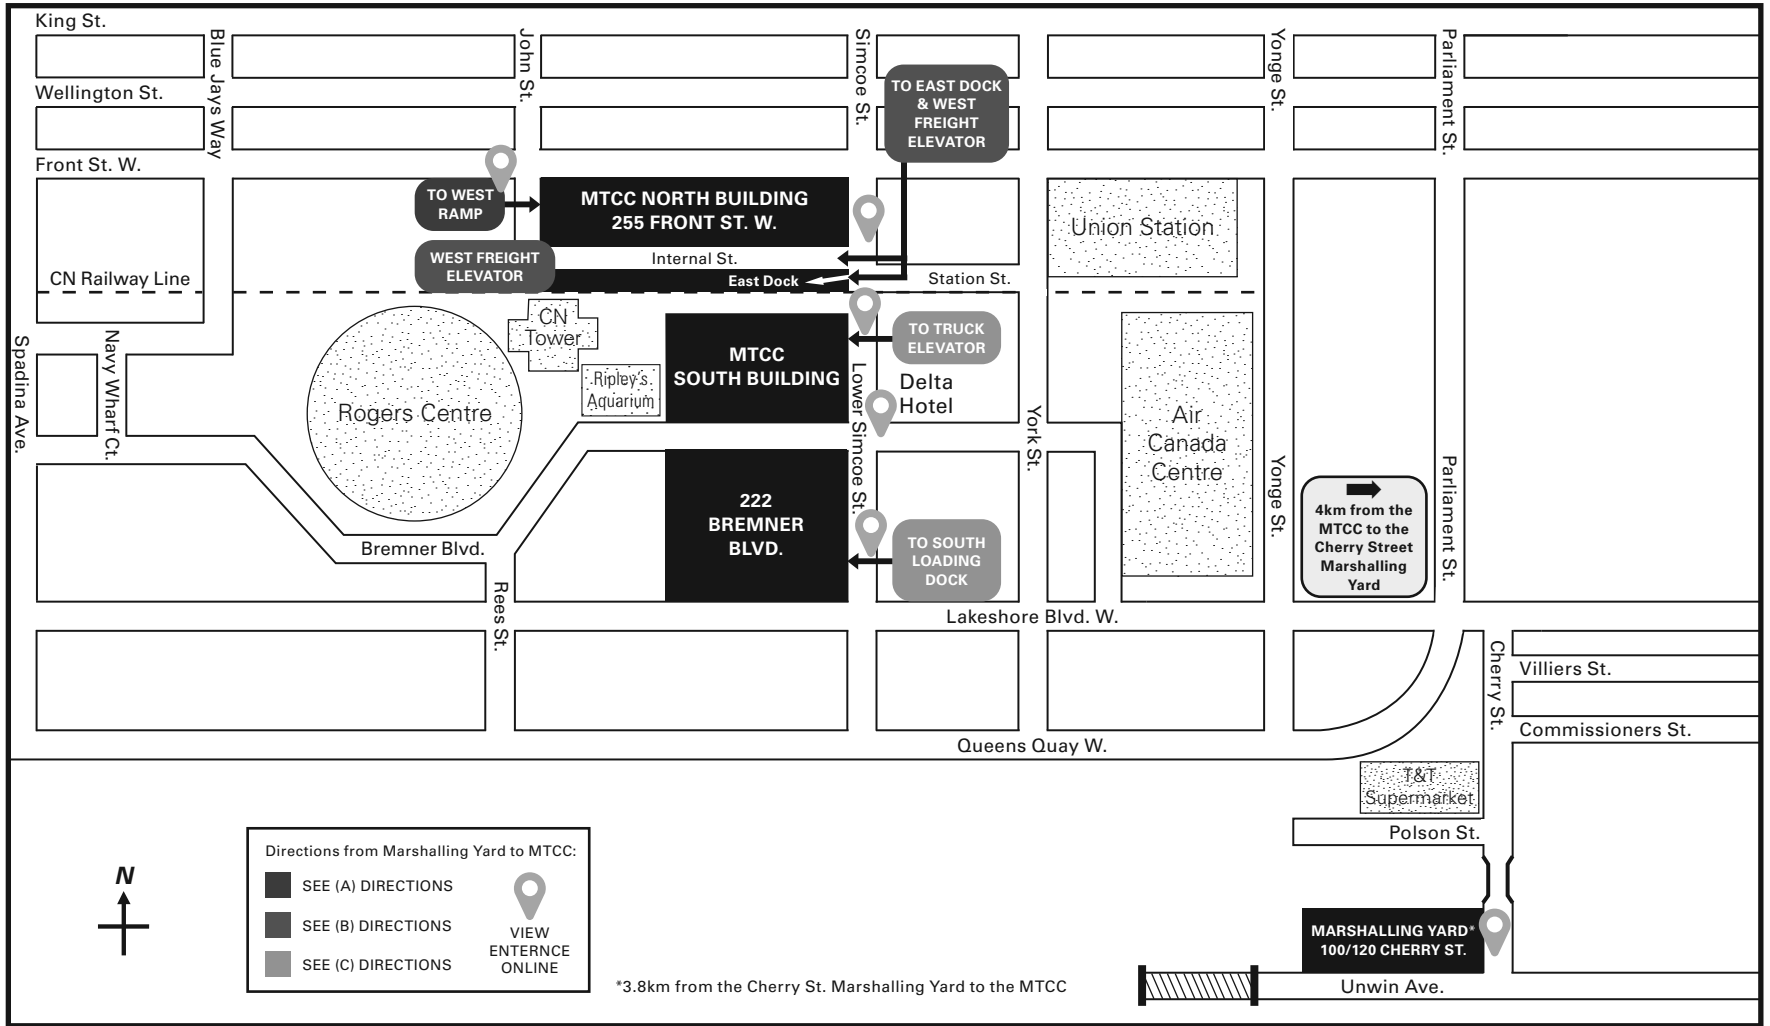 King St.
Blue Jays Way
John St.
Simcoe St.
Yonge St.
Parliament St.
Wellington St.
TO EAST DOCK
& WEST
FREIGHT
ELEVATOR
Front St. W.
TO WEST
RAMP
MTCC NORTH BUILDING
255 FRONT ST. W.
Union Station
WEST FREIGHT
ELEVATOR
Internal St.
CN Railway Line
East Dock
Station St.
CN
Tower
TO TRUCK
ELEVATOR
Spadina Ave.
Navy Wharf Ct.
MTCC
SOUTH BUILDING
Ripley's
Aquarium
Rogers Centre
Lower Simcoe St.
Delta
Hotel
York St.
Air
Canada
Centre
Yonge St.
Parliament St.
222
BREMNER
BLVD.
4km from the
MTCC to the
Cherry Street
Marshalling
Yard
Bremner Blvd.
TO SOUTH
LOADING
DOCK
Rees St.
Lakeshore Blvd. W.
Cherry St.
Villiers St.
Commissioners St.
Queens Quay W.
T&T
Supermarket
Polson St.
N
Directions from Marshalling Yard to MTCC:
SEE (A) DIRECTIONS
SEE (B) DIRECTIONS
SEE (C) DIRECTIONS
VIEW
ENTERNCE
ONLINE
MARSHALLING YARD*
100/120 CHERRY ST.
*3.8km from the Cherry St. Marshalling Yard to the MTCC
Unwin Ave.